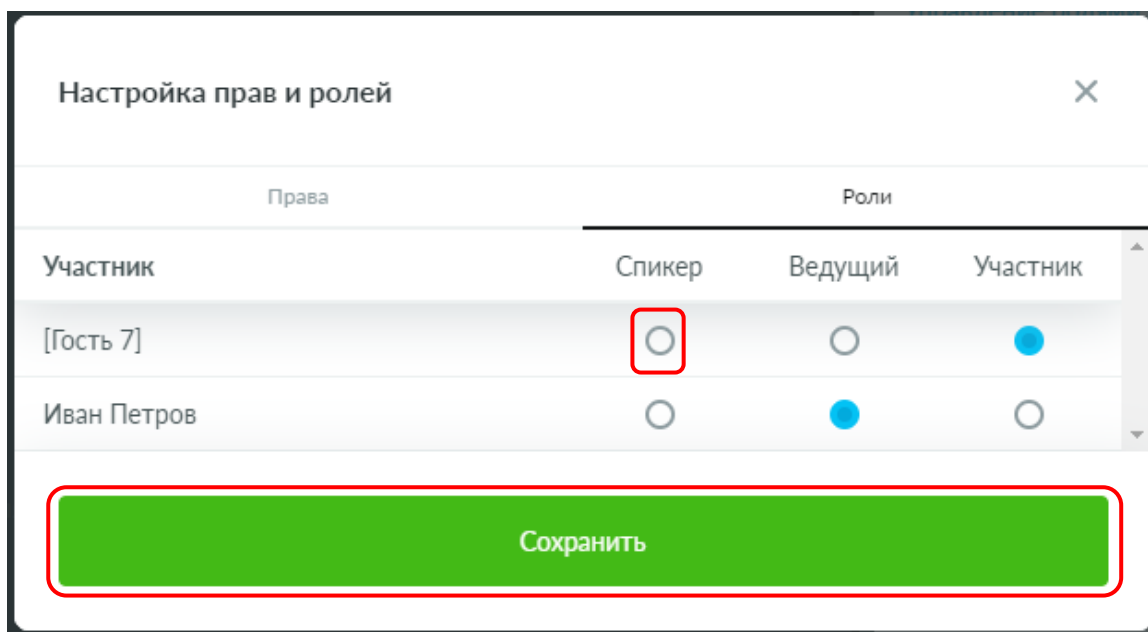 Настройка прав и ролей
Права Роли
Участник Спикер Ведущий Участник
[Гость 7]
Иван Петров
Сохранить